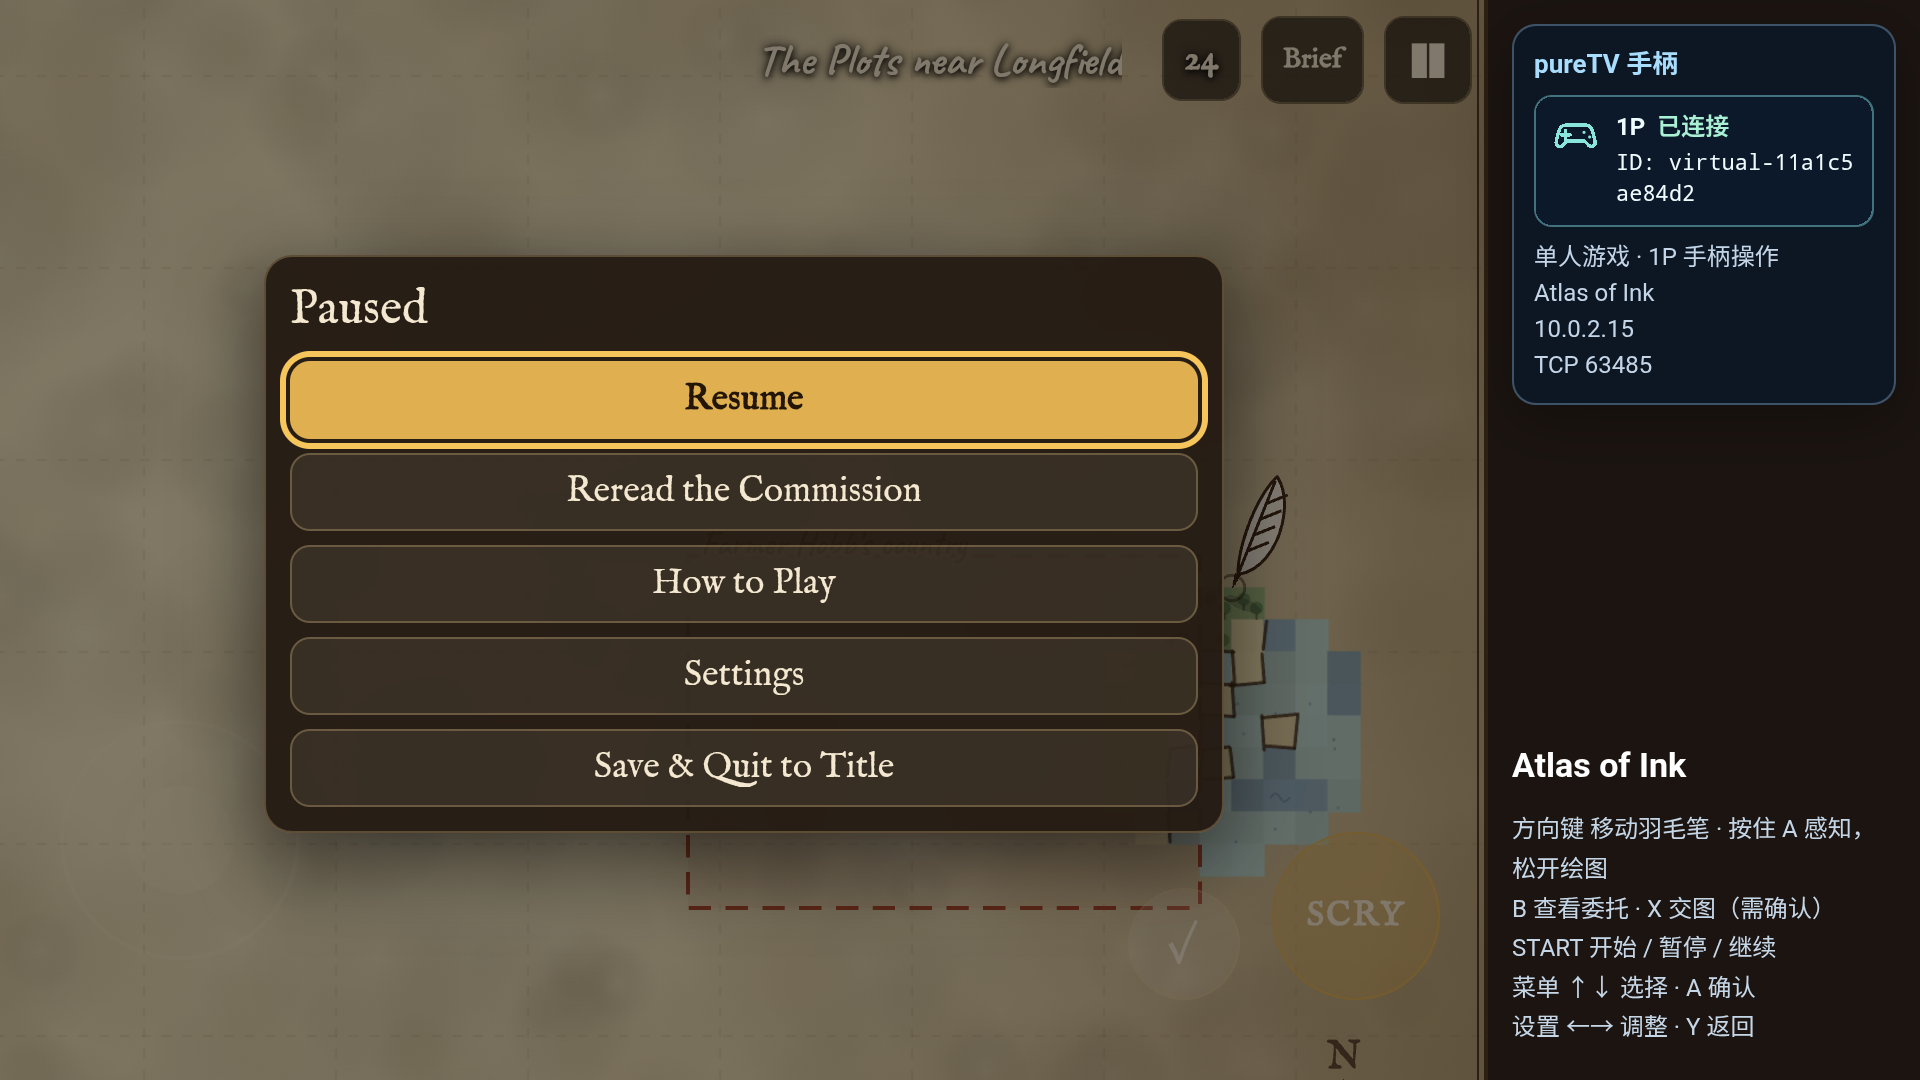 The Plots near Longfield
24
Brief
Paused
Resume
Reread the Commission
Farmer Hobb's country
How to Play
Settings
Save & Quit to Title
SCRY
√
N
pureTV 手柄
1P 已连接
ID: virtual-11a1c5
ae84d2
单人游戏 · 1P 手柄操作
Atlas of Ink
10.0.2.15
TCP 63485
Atlas of Ink
方向键 移动羽毛笔 · 按住 A 感知，
松开绘图
B 查看委托 · X 交图（需确认）
START 开始 / 暂停 / 继续
菜单 ↑↓ 选择 · A 确认
设置 ←→ 调整 · Y 返回